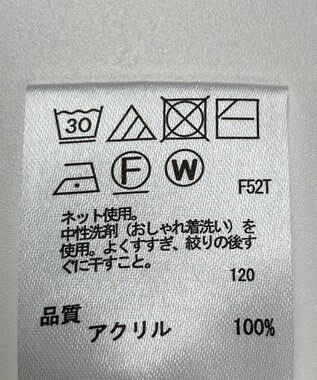 30
F W
F52T
ネット使用。
中性洗剤（おしゃれ着洗い）を
使用。よくすすぎ、絞りの後す
ぐに干すこと。
120
品質
アクリル 100%